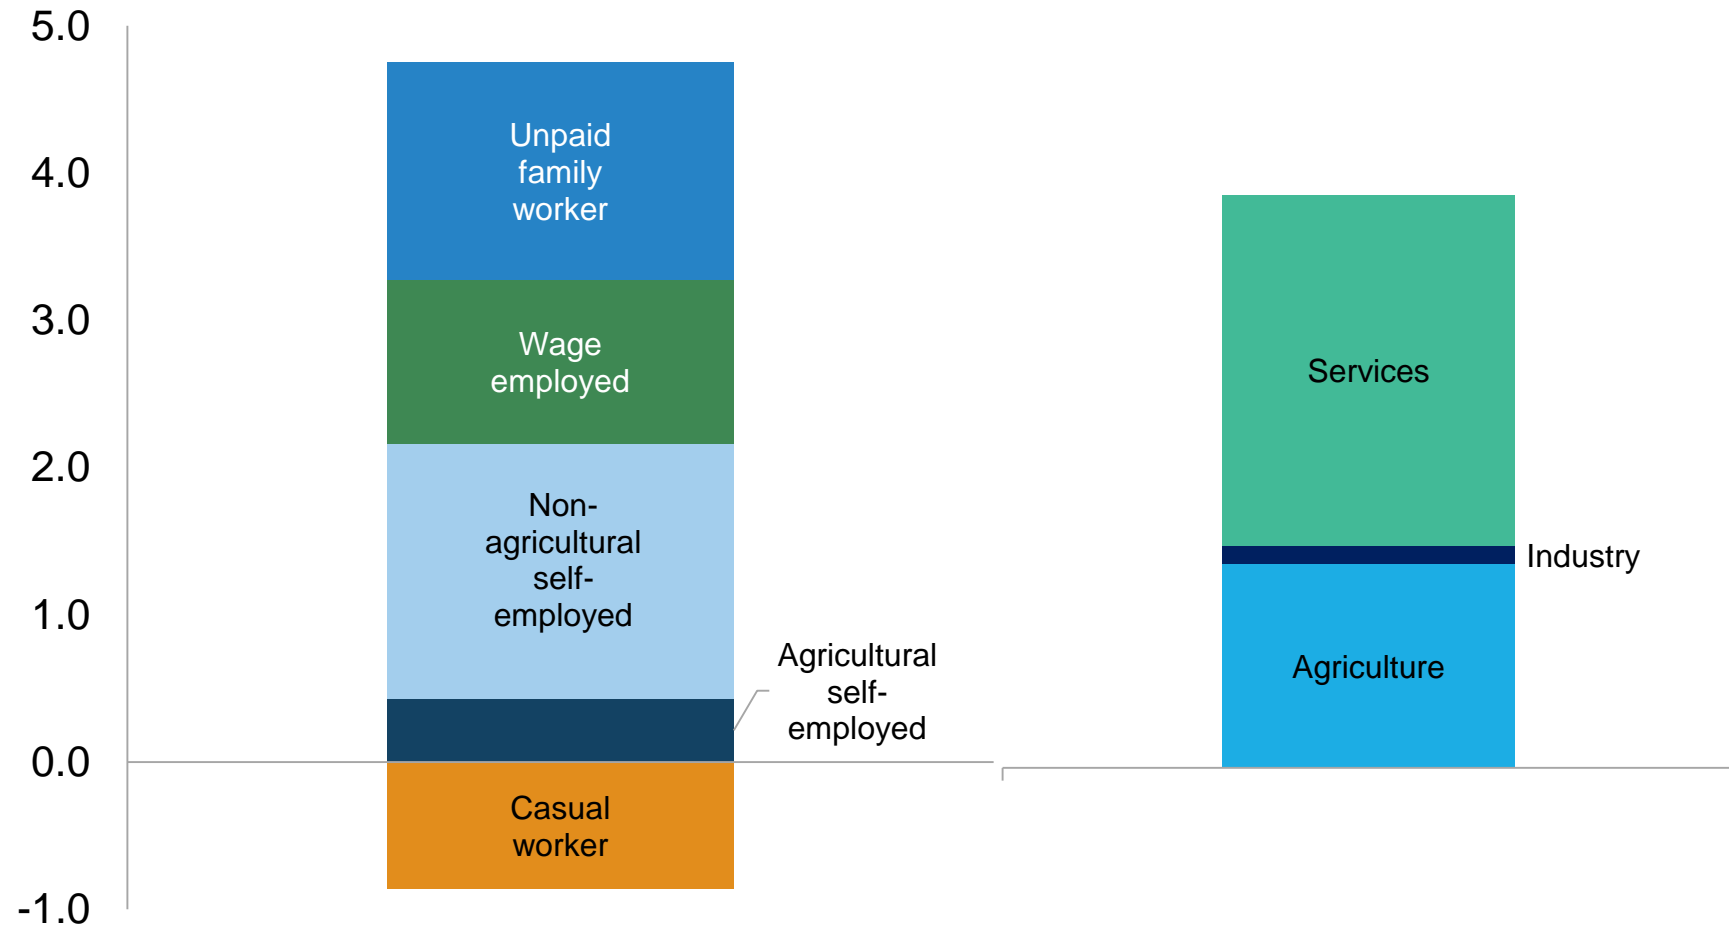 5.0
4.0
3.0
2.0
1.0
0.0
-1.0
Unpaid
family
worker
Wage
employed
Non-
agricultural
self-
employed
Agricultural
self-
employed
Casual
worker
Services
Industry
Agriculture